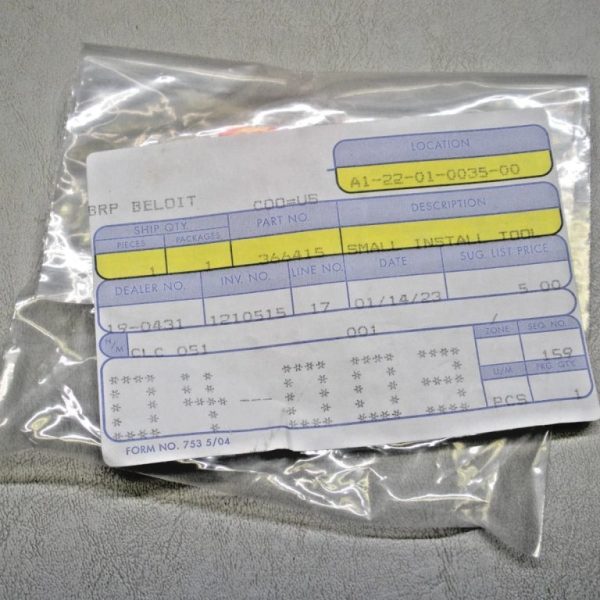 LOCATION
A1-22-01-0035-00
BRP BELOIT COO=US
SHIP QTY. PART NO. DESCRIPTION
PIECES PACKAGES
1 1 366415 SMALL INSTALL TOOL
DEALER NO. INV. NO. LINE NO. DATE SUG. LIST PRICE
19-0431 1210515 17 01/14/23 5.00
H/M CLC 051 001 /
ZONE SEQ. NO.
159
U/M PKG. QTY.
PCS 1
FORM NO. 753 5/04